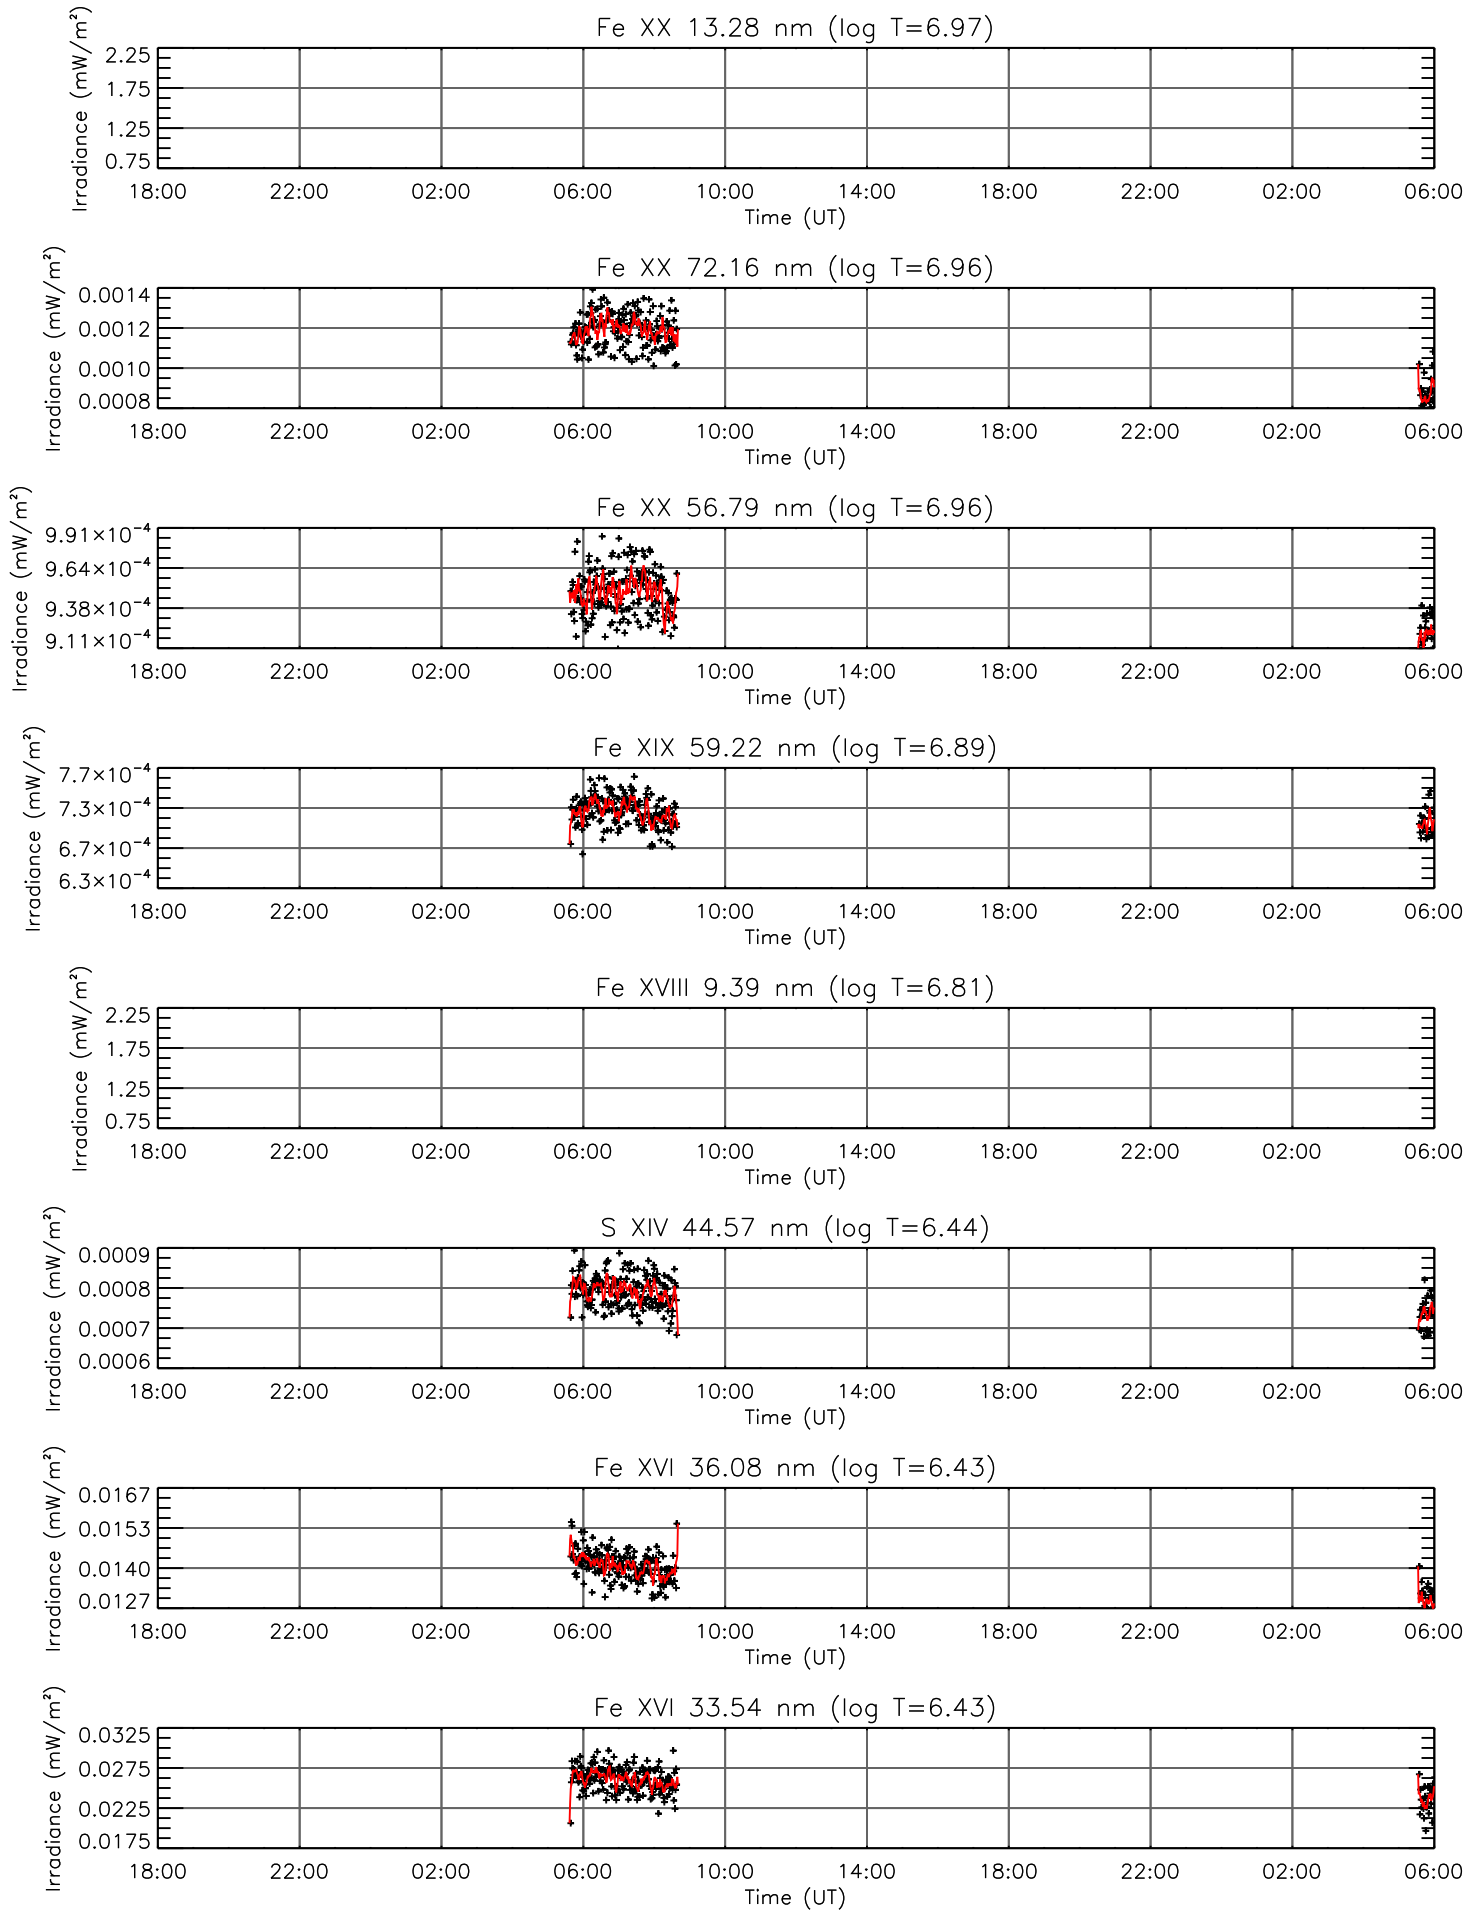 Fe XX 13.28 nm (log T=6.97)
Irradiance (mW/m²)
2.25
1.75
1.25
0.75
18:00 22:00 02:00 06:00 10:00 14:00 18:00 22:00 02:00 06:00
Time (UT)
Fe XX 72.16 nm (log T=6.96)
Irradiance (mW/m²)
0.0014
0.0012
0.0010
0.0008
18:00 22:00 02:00 06:00 10:00 14:00 18:00 22:00 02:00 06:00
Time (UT)
Fe XX 56.79 nm (log T=6.96)
Irradiance (mW/m²)
9.91×10⁻⁴
9.64×10⁻⁴
9.38×10⁻⁴
9.11×10⁻⁴
18:00 22:00 02:00 06:00 10:00 14:00 18:00 22:00 02:00 06:00
Time (UT)
Fe XIX 59.22 nm (log T=6.89)
Irradiance (mW/m²)
7.7×10⁻⁴
7.3×10⁻⁴
6.7×10⁻⁴
6.3×10⁻⁴
18:00 22:00 02:00 06:00 10:00 14:00 18:00 22:00 02:00 06:00
Time (UT)
Fe XVIII 9.39 nm (log T=6.81)
Irradiance (mW/m²)
2.25
1.75
1.25
0.75
18:00 22:00 02:00 06:00 10:00 14:00 18:00 22:00 02:00 06:00
Time (UT)
S XIV 44.57 nm (log T=6.44)
Irradiance (mW/m²)
0.0009
0.0008
0.0007
0.0006
18:00 22:00 02:00 06:00 10:00 14:00 18:00 22:00 02:00 06:00
Time (UT)
Fe XVI 36.08 nm (log T=6.43)
Irradiance (mW/m²)
0.0167
0.0153
0.0140
0.0127
18:00 22:00 02:00 06:00 10:00 14:00 18:00 22:00 02:00 06:00
Time (UT)
Fe XVI 33.54 nm (log T=6.43)
Irradiance (mW/m²)
0.0325
0.0275
0.0225
0.0175
18:00 22:00 02:00 06:00 10:00 14:00 18:00 22:00 02:00 06:00
Time (UT)